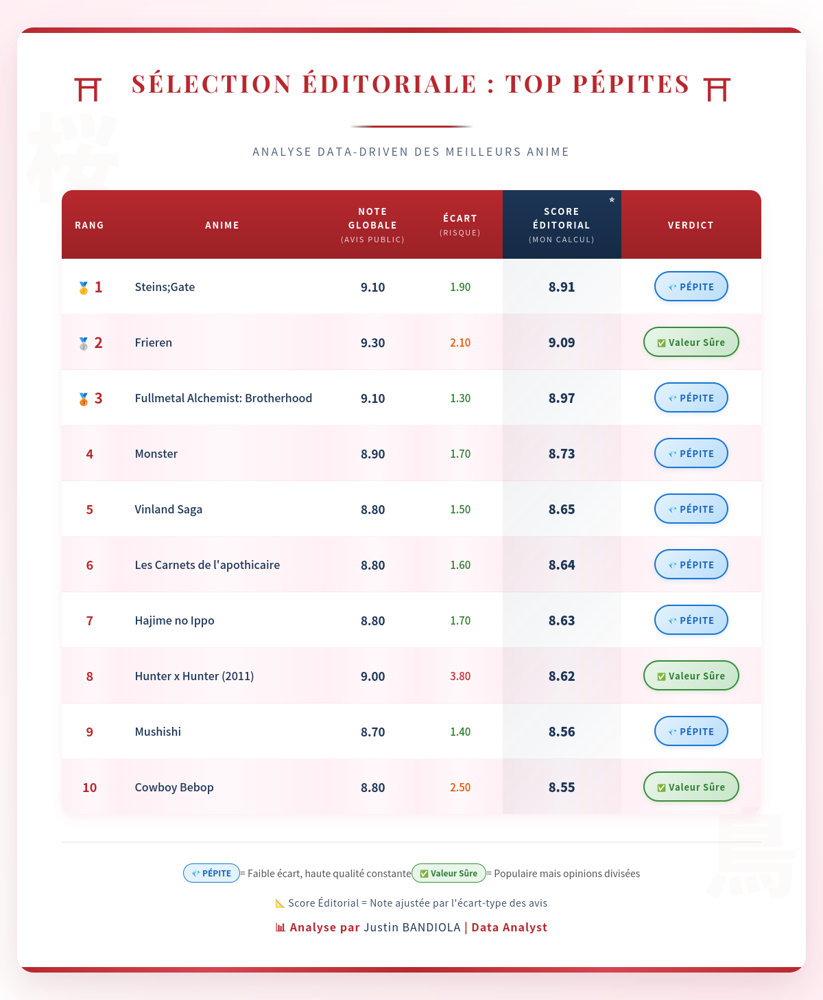 SÉLECTION ÉDITORIALE : TOP PÉPITES
桜
ANALYSE DATA-DRIVEN DES MEILLEURS ANIME
RANG ANIME NOTE GLOBALE (AVIS PUBLIC) ÉCART (RISQUE) SCORE ÉDITORIAL (MON CALCUL) VERDICT
🥇 1 Steins;Gate 9.10 1.90 8.91 💎 PÉPITE
🥈 2 Frieren 9.30 2.10 9.09 ✅ Valeur Sûre
🥉 3 Fullmetal Alchemist: Brotherhood 9.10 1.30 8.97 💎 PÉPITE
4 Monster 8.90 1.70 8.73 💎 PÉPITE
5 Vinland Saga 8.80 1.50 8.65 💎 PÉPITE
6 Les Carnets de l'apothicaire 8.80 1.60 8.64 💎 PÉPITE
7 Hajime no Ippo 8.80 1.70 8.63 💎 PÉPITE
8 Hunter x Hunter (2011) 9.00 3.80 8.62 ✅ Valeur Sûre
9 Mushishi 8.70 1.40 8.56 💎 PÉPITE
10 Cowboy Bebop 8.80 2.50 8.55 ✅ Valeur Sûre
鳥
💎 PÉPITE = Faible écart, haute qualité constante ✅ Valeur Sûre = Populaire mais opinions divisées
📐 Score Éditorial = Note ajustée par l'écart-type des avis
📊 Analyse par Justin BANDIOLA | Data Analyst